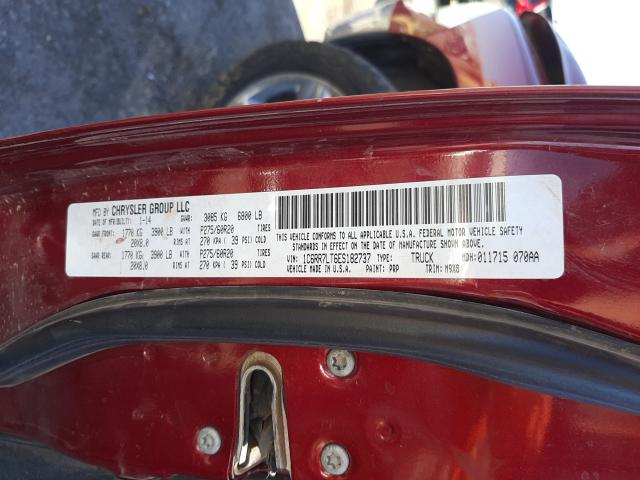 MFD BY CHRYSLER GROUP LLC
DATE OF MFR(BUILT): 1-14 GVWR: 3085 KG 6800 LB
GAWR FRONT: 1770 KG 3900 LB WITH P275/60R20 TIRES
20X8.0 RIMS AT 270 KPA ( 39 PSI) COLD
GAWR REAR: 1770 KG 3900 LB WITH P275/60R20 TIRES
20X8.0 RIMS AT 270 KPA ( 39 PSI) COLD
THIS VEHICLE CONFORMS TO ALL APPLICABLE U.S.A. FEDERAL MOTOR VEHICLE SAFETY
STANDARDS IN EFFECT ON THE DATE OF MANUFACTURE SHOWN ABOVE.
VIN: 1C6RR7LT6ES182737 TYPE: TRUCK MDH: 011715 070AA
VEHICLE MADE IN U.S.A. PAINT: PRP TRIM: M9X8